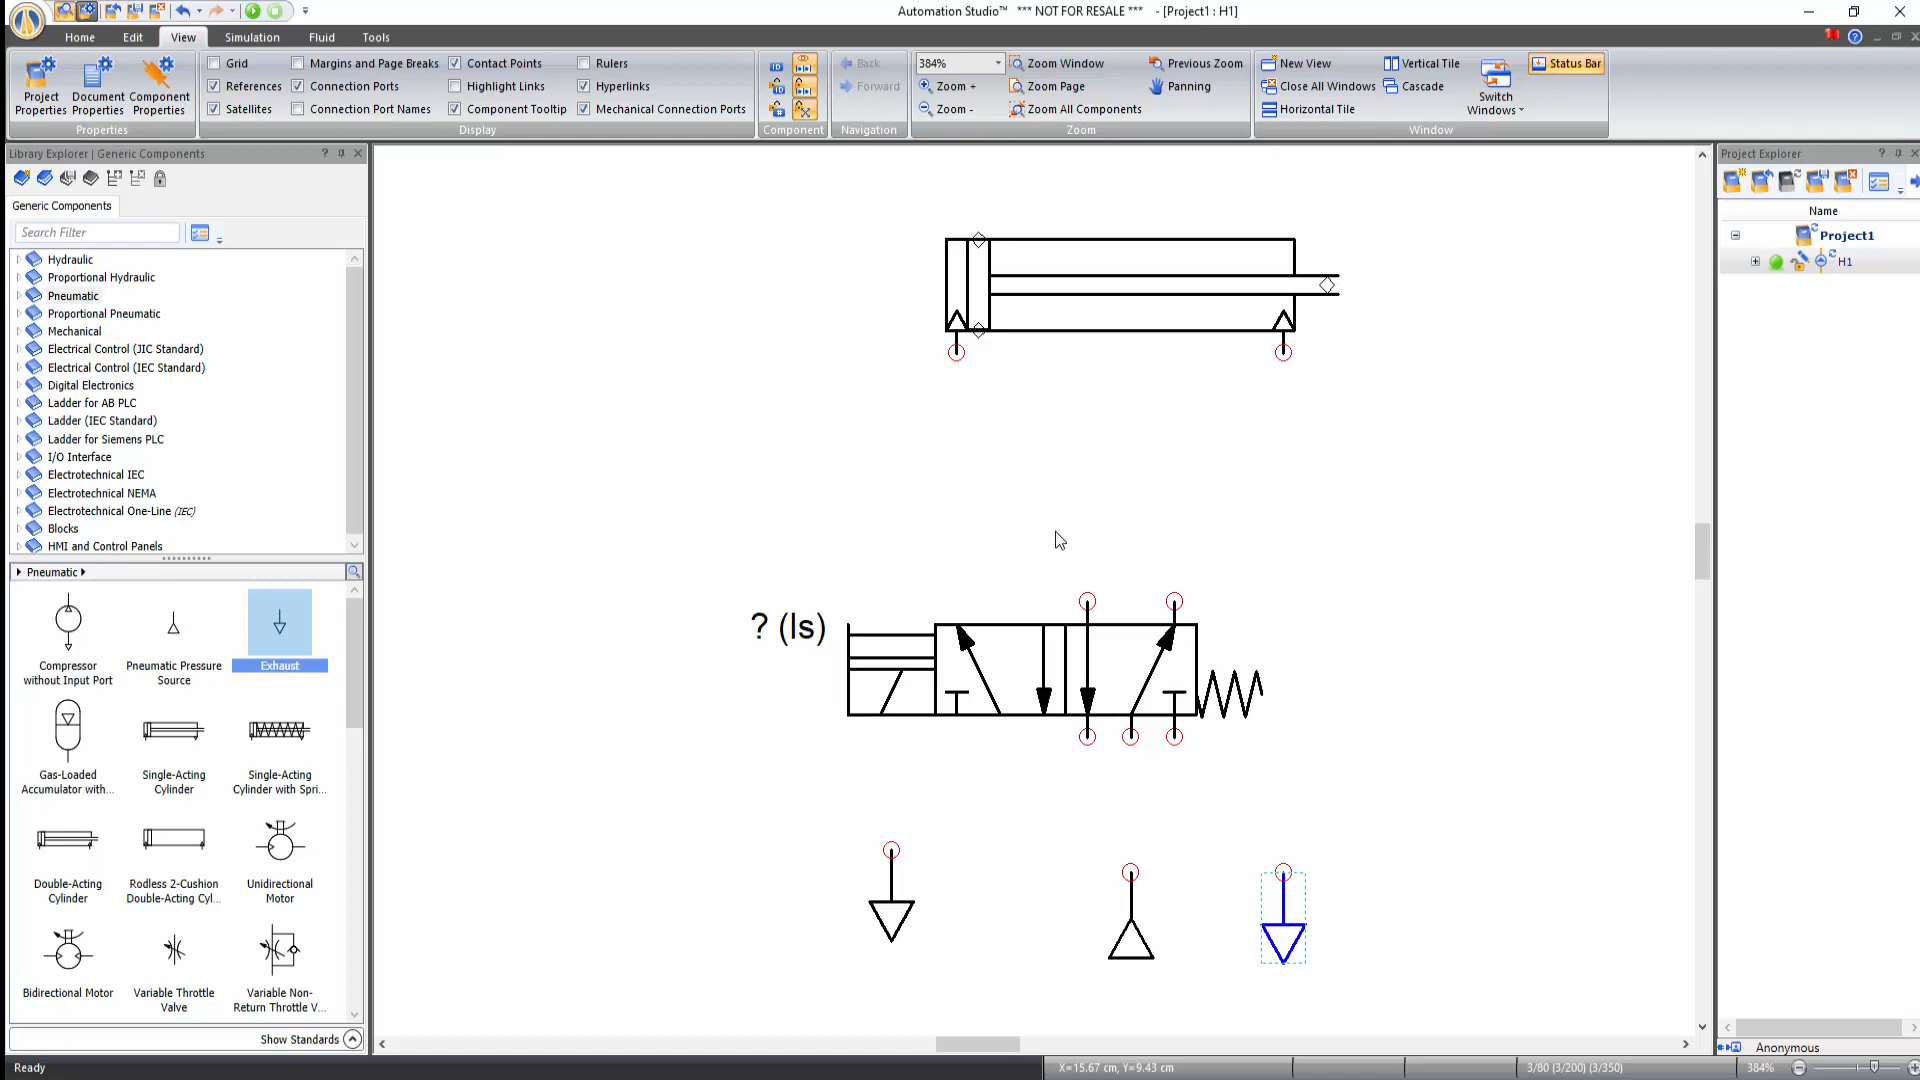 Automation Studio™ *** NOT FOR RESALE *** - [Project1 : H1]
Home Edit View Simulation Fluid Tools
Project Properties
Document Properties
Component Properties
Properties
Grid
Margins and Page Breaks
Contact Points
Rulers
References
Connection Ports
Highlight Links
Hyperlinks
Satellites
Connection Port Names
Component Tooltip
Mechanical Connection Ports
Display
Component
Back
Forward
Navigation
384%
Zoom Window
Previous Zoom
Zoom +
Zoom Page
Panning
Zoom -
Zoom All Components
Zoom
New View
Vertical Tile
Close All Windows
Cascade
Horizontal Tile
Switch Windows
Status Bar
Window
Library Explorer | Generic Components
Generic Components
Search Filter
Hydraulic
Proportional Hydraulic
Pneumatic
Proportional Pneumatic
Mechanical
Electrical Control (JIC Standard)
Electrical Control (IEC Standard)
Digital Electronics
Ladder for AB PLC
Ladder (IEC Standard)
Ladder for Siemens PLC
I/O Interface
Electrotechnical IEC
Electrotechnical NEMA
Electrotechnical One-Line (IEC)
Blocks
HMI and Control Panels
Pneumatic
Compressor without Input Port
Pneumatic Pressure Source
Exhaust
Gas-Loaded Accumulator with...
Single-Acting Cylinder
Single-Acting Cylinder with Spri...
Double-Acting Cylinder
Rodless 2-Cushion Double-Acting Cyl...
Unidirectional Motor
Bidirectional Motor
Variable Throttle Valve
Variable Non-Return Throttle V...
Show Standards
? (ls)
Project Explorer
Name
Project1
H1
Anonymous
Ready
X=15.67 cm, Y=9.43 cm
3/80 (3/200) (3/350)
384%